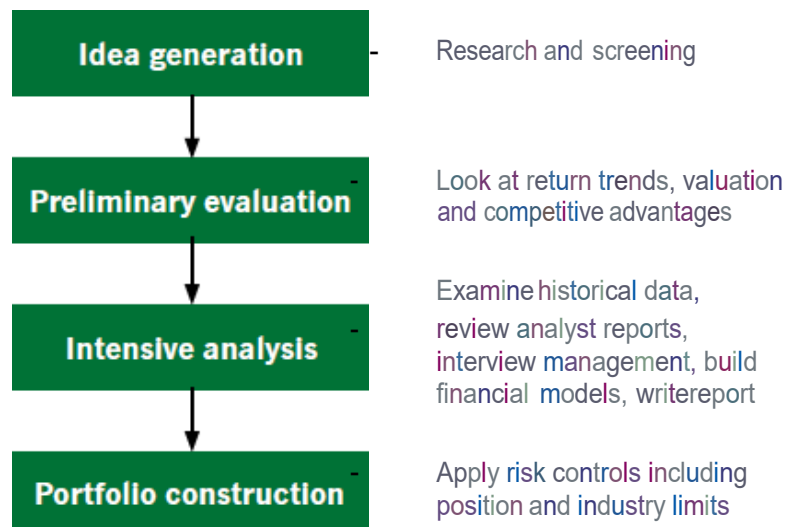 Idea generation
- Research and screening
Preliminary evaluation
- Look at return trends, valuation
and competitive advantages
Intensive analysis
- Examine historical data,
review analyst reports,
interview management, build
financial models, writereport
Portfolio construction
- Apply risk controls including
position and industry limits